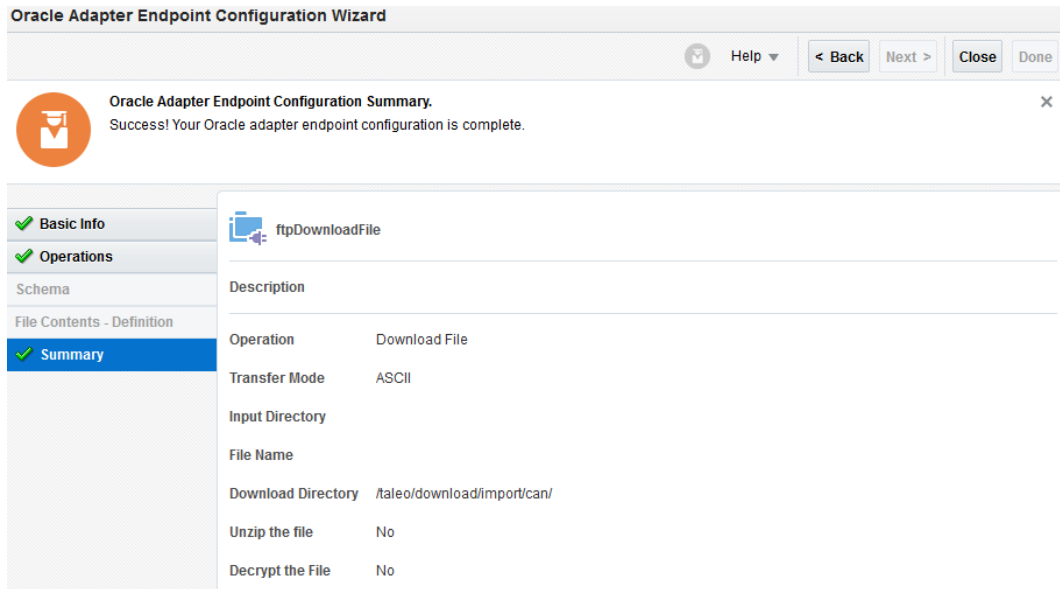 Oracle Adapter Endpoint Configuration Wizard
Help
< Back
Next >
Close
Done
Oracle Adapter Endpoint Configuration Summary.
Success! Your Oracle adapter endpoint configuration is complete.
Basic Info
Operations
Schema
File Contents - Definition
Summary
ftpDownloadFile
Description
Operation Download File
Transfer Mode ASCII
Input Directory
File Name
Download Directory /taleo/download/import/can/
Unzip the file No
Decrypt the File No